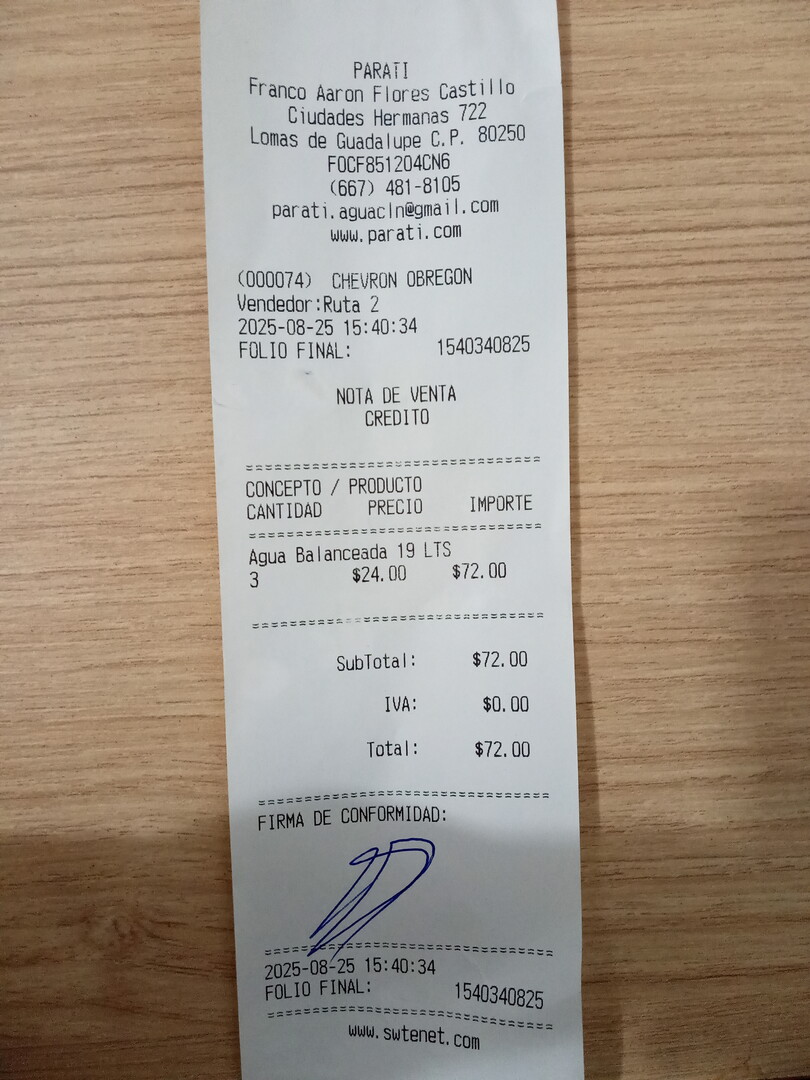 PARATI
Franco Aaron Flores Castillo
Ciudades Hermanas 722
Lomas de Guadalupe C.P. 80250
FOCF851204CN6
(667) 481-8105
parati.aguacln@gmail.com
www.parati.com
(000074) CHEVRON OBREGON
Vendedor:Ruta 2
2025-08-25 15:40:34
FOLIO FINAL: 1540340825
NOTA DE VENTA
CREDITO
CONCEPTO / PRODUCTO
CANTIDAD PRECIO IMPORTE
Agua Balanceada 19 LTS
3 $24.00 $72.00
SubTotal: $72.00
IVA: $0.00
Total: $72.00
FIRMA DE CONFORMIDAD:
2025-08-25 15:40:34
FOLIO FINAL: 1540340825
www.swtenet.com